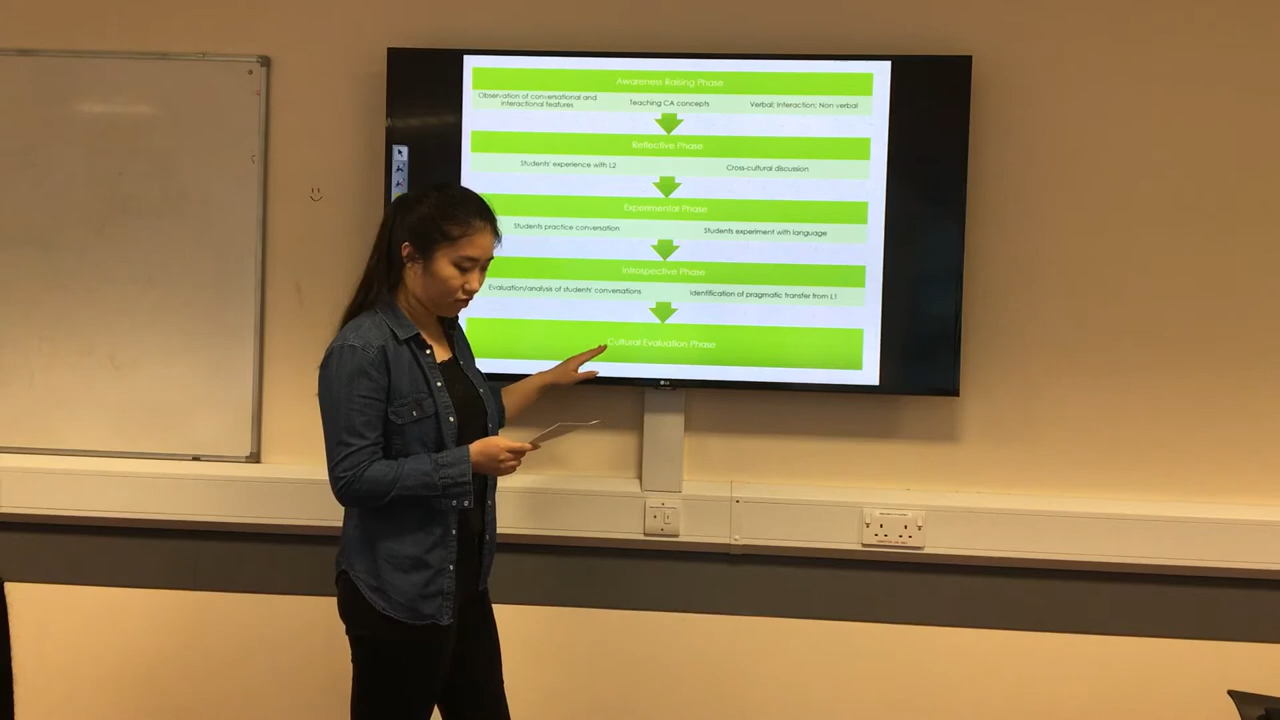 Awareness Raising Phase
Observation of conversational and
interactional features
Teaching CA concepts
Verbal; Interaction; Non verbal
Reflective Phase
Students' experience with L2
Cross-cultural discussion
Experimental Phase
Students practice conversation
Students experiment with language
Introspective Phase
Evaluation/analysis of students' conversations
Identification of pragmatic transfer from L1
Cultural Evaluation Phase
LG